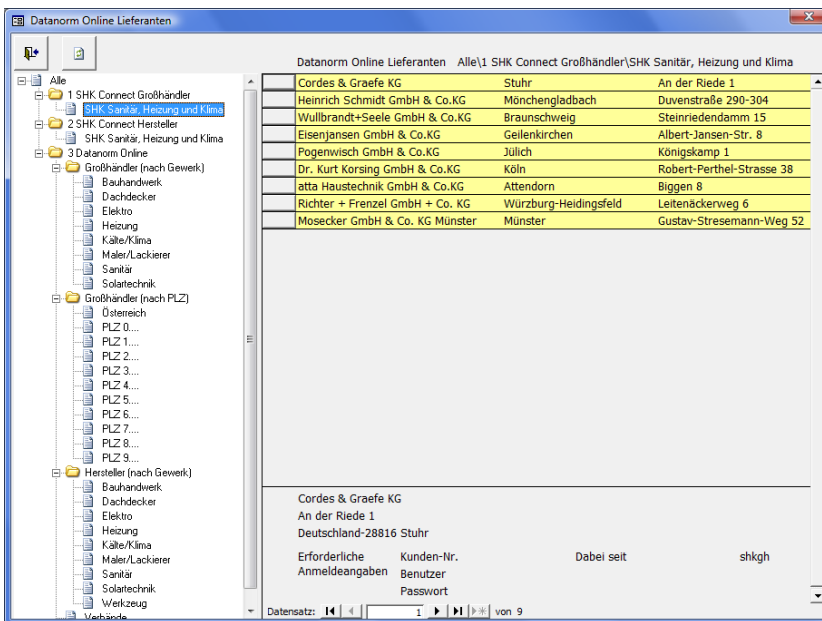 Datanorm Online Lieferanten
Datanorm Online Lieferanten Alle\1 SHK Connect Großhändler\SHK Sanitär, Heizung und Klima
Alle
1 SHK Connect Großhändler
SHK Sanitär, Heizung und Klima
2 SHK Connect Hersteller
SHK Sanitär, Heizung und Klima
3 Datanorm Online
Großhändler (nach Gewerk)
Bauhandwerk
Dachdecker
Elektro
Heizung
Kälte/Klima
Maler/Lackierer
Sanitär
Solartechnik
Großhändler (nach PLZ)
Österreich
PLZ 0....
PLZ 1....
PLZ 2....
PLZ 3....
PLZ 4....
PLZ 5....
PLZ 6....
PLZ 7....
PLZ 8....
PLZ 9....
Hersteller (nach Gewerk)
Bauhandwerk
Dachdecker
Elektro
Heizung
Kälte/Klima
Maler/Lackierer
Sanitär
Solartechnik
Werkzeug
Verbände
Cordes & Graefe KG Stuhr An der Riede 1
Heinrich Schmidt GmbH & Co.KG Mönchengladbach Duvenstraße 290-304
Wullbrandt+Seele GmbH & Co.KG Braunschweig Steinriedendamm 15
Eisenjansen GmbH & Co.KG Geilenkirchen Albert-Jansen-Str. 8
Pogenwisch GmbH & Co.KG Jülich Königskamp 1
Dr. Kurt Korsing GmbH & Co.KG Köln Robert-Perthel-Strasse 38
atta Haustechnik GmbH & Co.KG Attendorn Biggen 8
Richter + Frenzel GmbH + Co. KG Würzburg-Heidingsfeld Leitenäckerweg 6
Mosecker GmbH & Co. KG Münster Münster Gustav-Stresemann-Weg 52
Cordes & Graefe KG
An der Riede 1
Deutschland-28816 Stuhr
Erforderliche Kunden-Nr. Dabei seit shkgh
Anmeldeangaben Benutzer
Passwort
Datensatz: 1 von 9